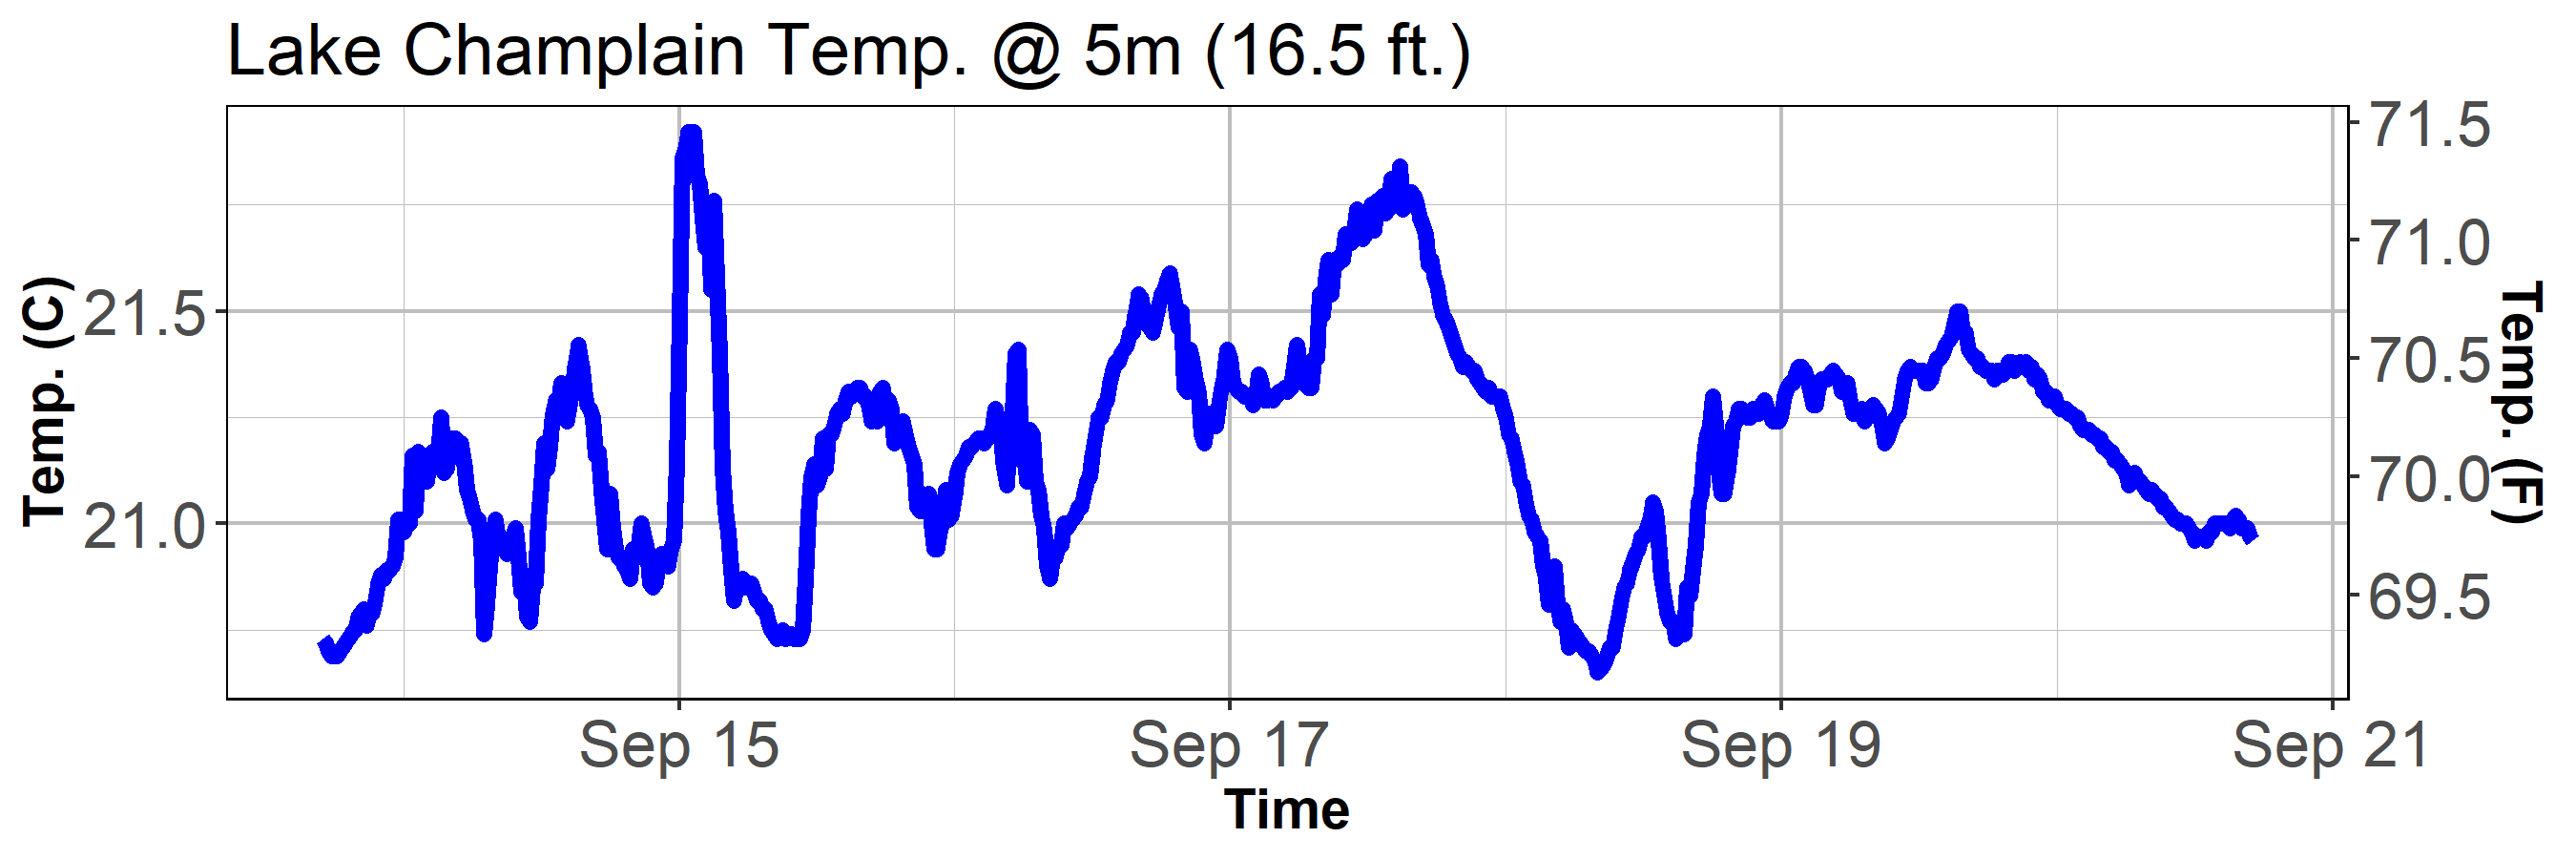 Lake Champlain Temp. @ 5m (16.5 ft.)
Temp. (C)
21.5
21.0
71.5
71.0
70.5
70.0
69.5
Temp. (F)
Sep 15
Sep 17
Sep 19
Sep 21
Time